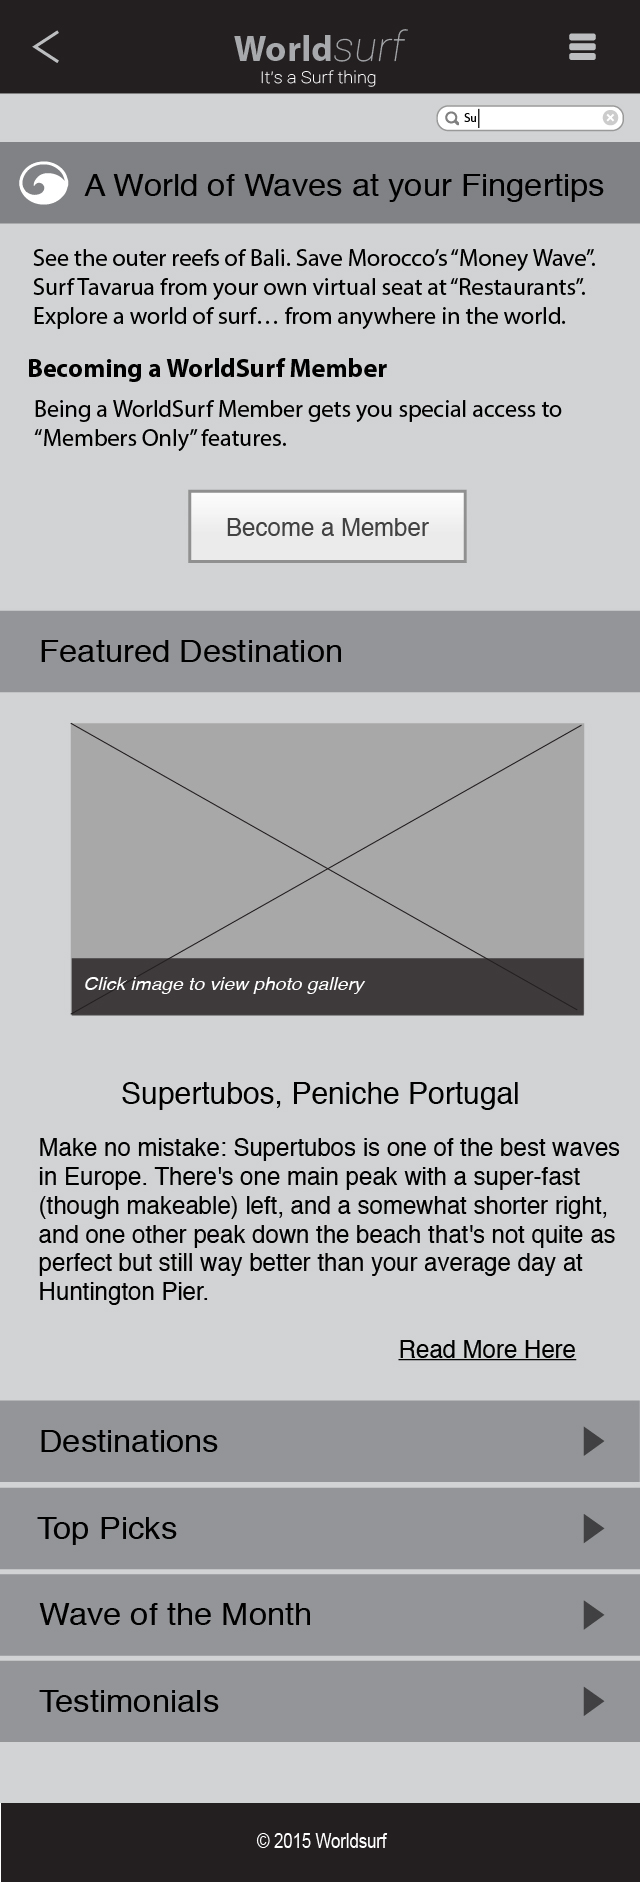 Worldsurf
It's a Surf thing
Su
A World of Waves at your Fingertips
See the outer reefs of Bali. Save Morocco’s “Money Wave”.
Surf Tavarua from your own virtual seat at “Restaurants”.
Explore a world of surf… from anywhere in the world.
Becoming a WorldSurf Member
Being a WorldSurf Member gets you special access to
“Members Only” features.
Become a Member
Featured Destination
Click image to view photo gallery
Supertubos, Peniche Portugal
Make no mistake: Supertubos is one of the best waves
in Europe. There's one main peak with a super-fast
(though makeable) left, and a somewhat shorter right,
and one other peak down the beach that's not quite as
perfect but still way better than your average day at
Huntington Pier.
Read More Here
Destinations
Top Picks
Wave of the Month
Testimonials
© 2015 Worldsurf